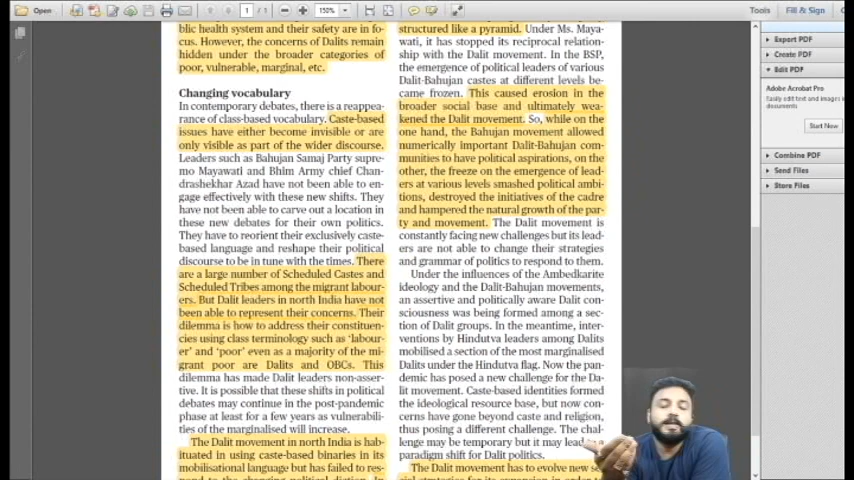 Open
1
/ 1
150%
Tools
Fill & Sign
blic health system and their safety are in fo-
cus. However, the concerns of Dalits remain
hidden under the broader categories of
poor, vulnerable, marginal, etc.
Changing vocabulary
In contemporary debates, there is a reappea-
rance of class-based vocabulary. Caste-based
issues have either become invisible or are
only visible as part of the wider discourse.
Leaders such as Bahujan Samaj Party supre-
mo Mayawati and Bhim Army chief Chan-
drashekhar Azad have not been able to en-
gage effectively with these new shifts. They
have not been able to carve out a location in
these new debates for their own politics.
They have to reorient their exclusively caste-
based language and reshape their political
discourse to be in tune with the times. There
are a large number of Scheduled Castes and
Scheduled Tribes among the migrant labour-
ers. But Dalit leaders in north India have not
been able to represent their concerns. Their
dilemma is how to address their constituen-
cies using class terminology such as ‘labour-
er’ and ‘poor’ even as a majority of the mi-
grant poor are Dalits and OBCs. This
dilemma has made Dalit leaders non-asser-
tive. It is possible that these shifts in political
debates may continue in the post-pandemic
phase at least for a few years as vulnerabili-
ties of the marginalised will increase.
The Dalit movement in north India is hab-
ituated in using caste-based binaries in its
mobilisational language but has failed to res-
pond to the changing political diction. In
structured like a pyramid. Under Ms. Maya-
wati, it has stopped its reciprocal relation-
ship with the Dalit movement. In the BSP,
the emergence of political leaders of various
Dalit-Bahujan castes at different levels be-
came frozen. This caused erosion in the
broader social base and ultimately wea-
kened the Dalit movement. So, while on the
one hand, the Bahujan movement allowed
numerically important Dalit-Bahujan com-
munities to have political aspirations, on the
other, the freeze on the emergence of lead-
ers at various levels smashed political ambi-
tions, destroyed the initiatives of the cadre
and hampered the natural growth of the par-
ty and movement. The Dalit movement is
constantly facing new challenges but its lead-
ers are not able to change their strategies
and grammar of politics to respond to them.
Under the influences of the Ambedkarite
ideology and the Dalit-Bahujan movements,
an assertive and politically aware Dalit con-
sciousness was being formed among a sec-
tion of Dalit groups. In the meantime, inter-
ventions by Hindutva leaders among Dalits
mobilised a section of the most marginalised
Dalits under the Hindutva flag. Now the pan-
demic has posed a new challenge for the Da-
lit movement. Caste-based identities formed
the ideological resource base, but now con-
cerns have gone beyond caste and religion,
thus posing a different challenge. The chal-
lenge may be temporary but it may lead
paradigm shift for Dalit politics.
The Dalit movement has to evolve new
cial strategies for its expansion in order to
Export PDF
Create PDF
Edit PDF
Adobe Acrobat Pro
Easily edit text and images in
documents
Start Now
Combine PDF
Send Files
Store Files